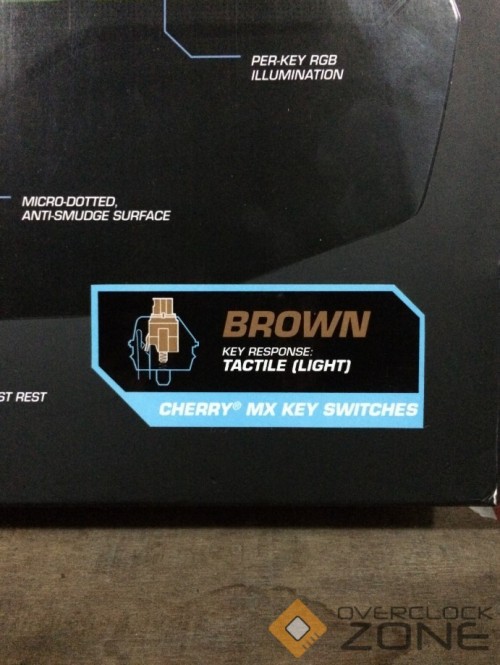 PER-KEY RGB
ILLUMINATION
MICRO-DOTTED,
ANTI-SMUDGE SURFACE
BROWN
KEY RESPONSE:
TACTILE (LIGHT)
ST REST
CHERRY® MX KEY SWITCHES
OVERCLOCK
ZONE